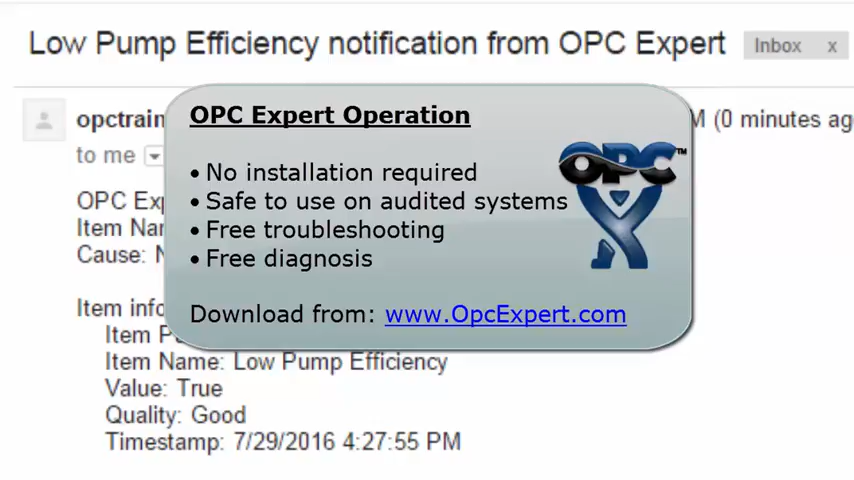 Low Pump Efficiency notification from OPC Expert
Inbox x
opctrain
M (0 minutes ag
to me
OPC Expert Operation
• No installation required
• Safe to use on audited systems
• Free troubleshooting
• Free diagnosis
Download from: www.OpcExpert.com
OPC™
OPC Ex
Item Na
Cause: N
Item info
Item P
Item Name: Low Pump Efficiency
Value: True
Quality: Good
Timestamp: 7/29/2016 4:27:55 PM